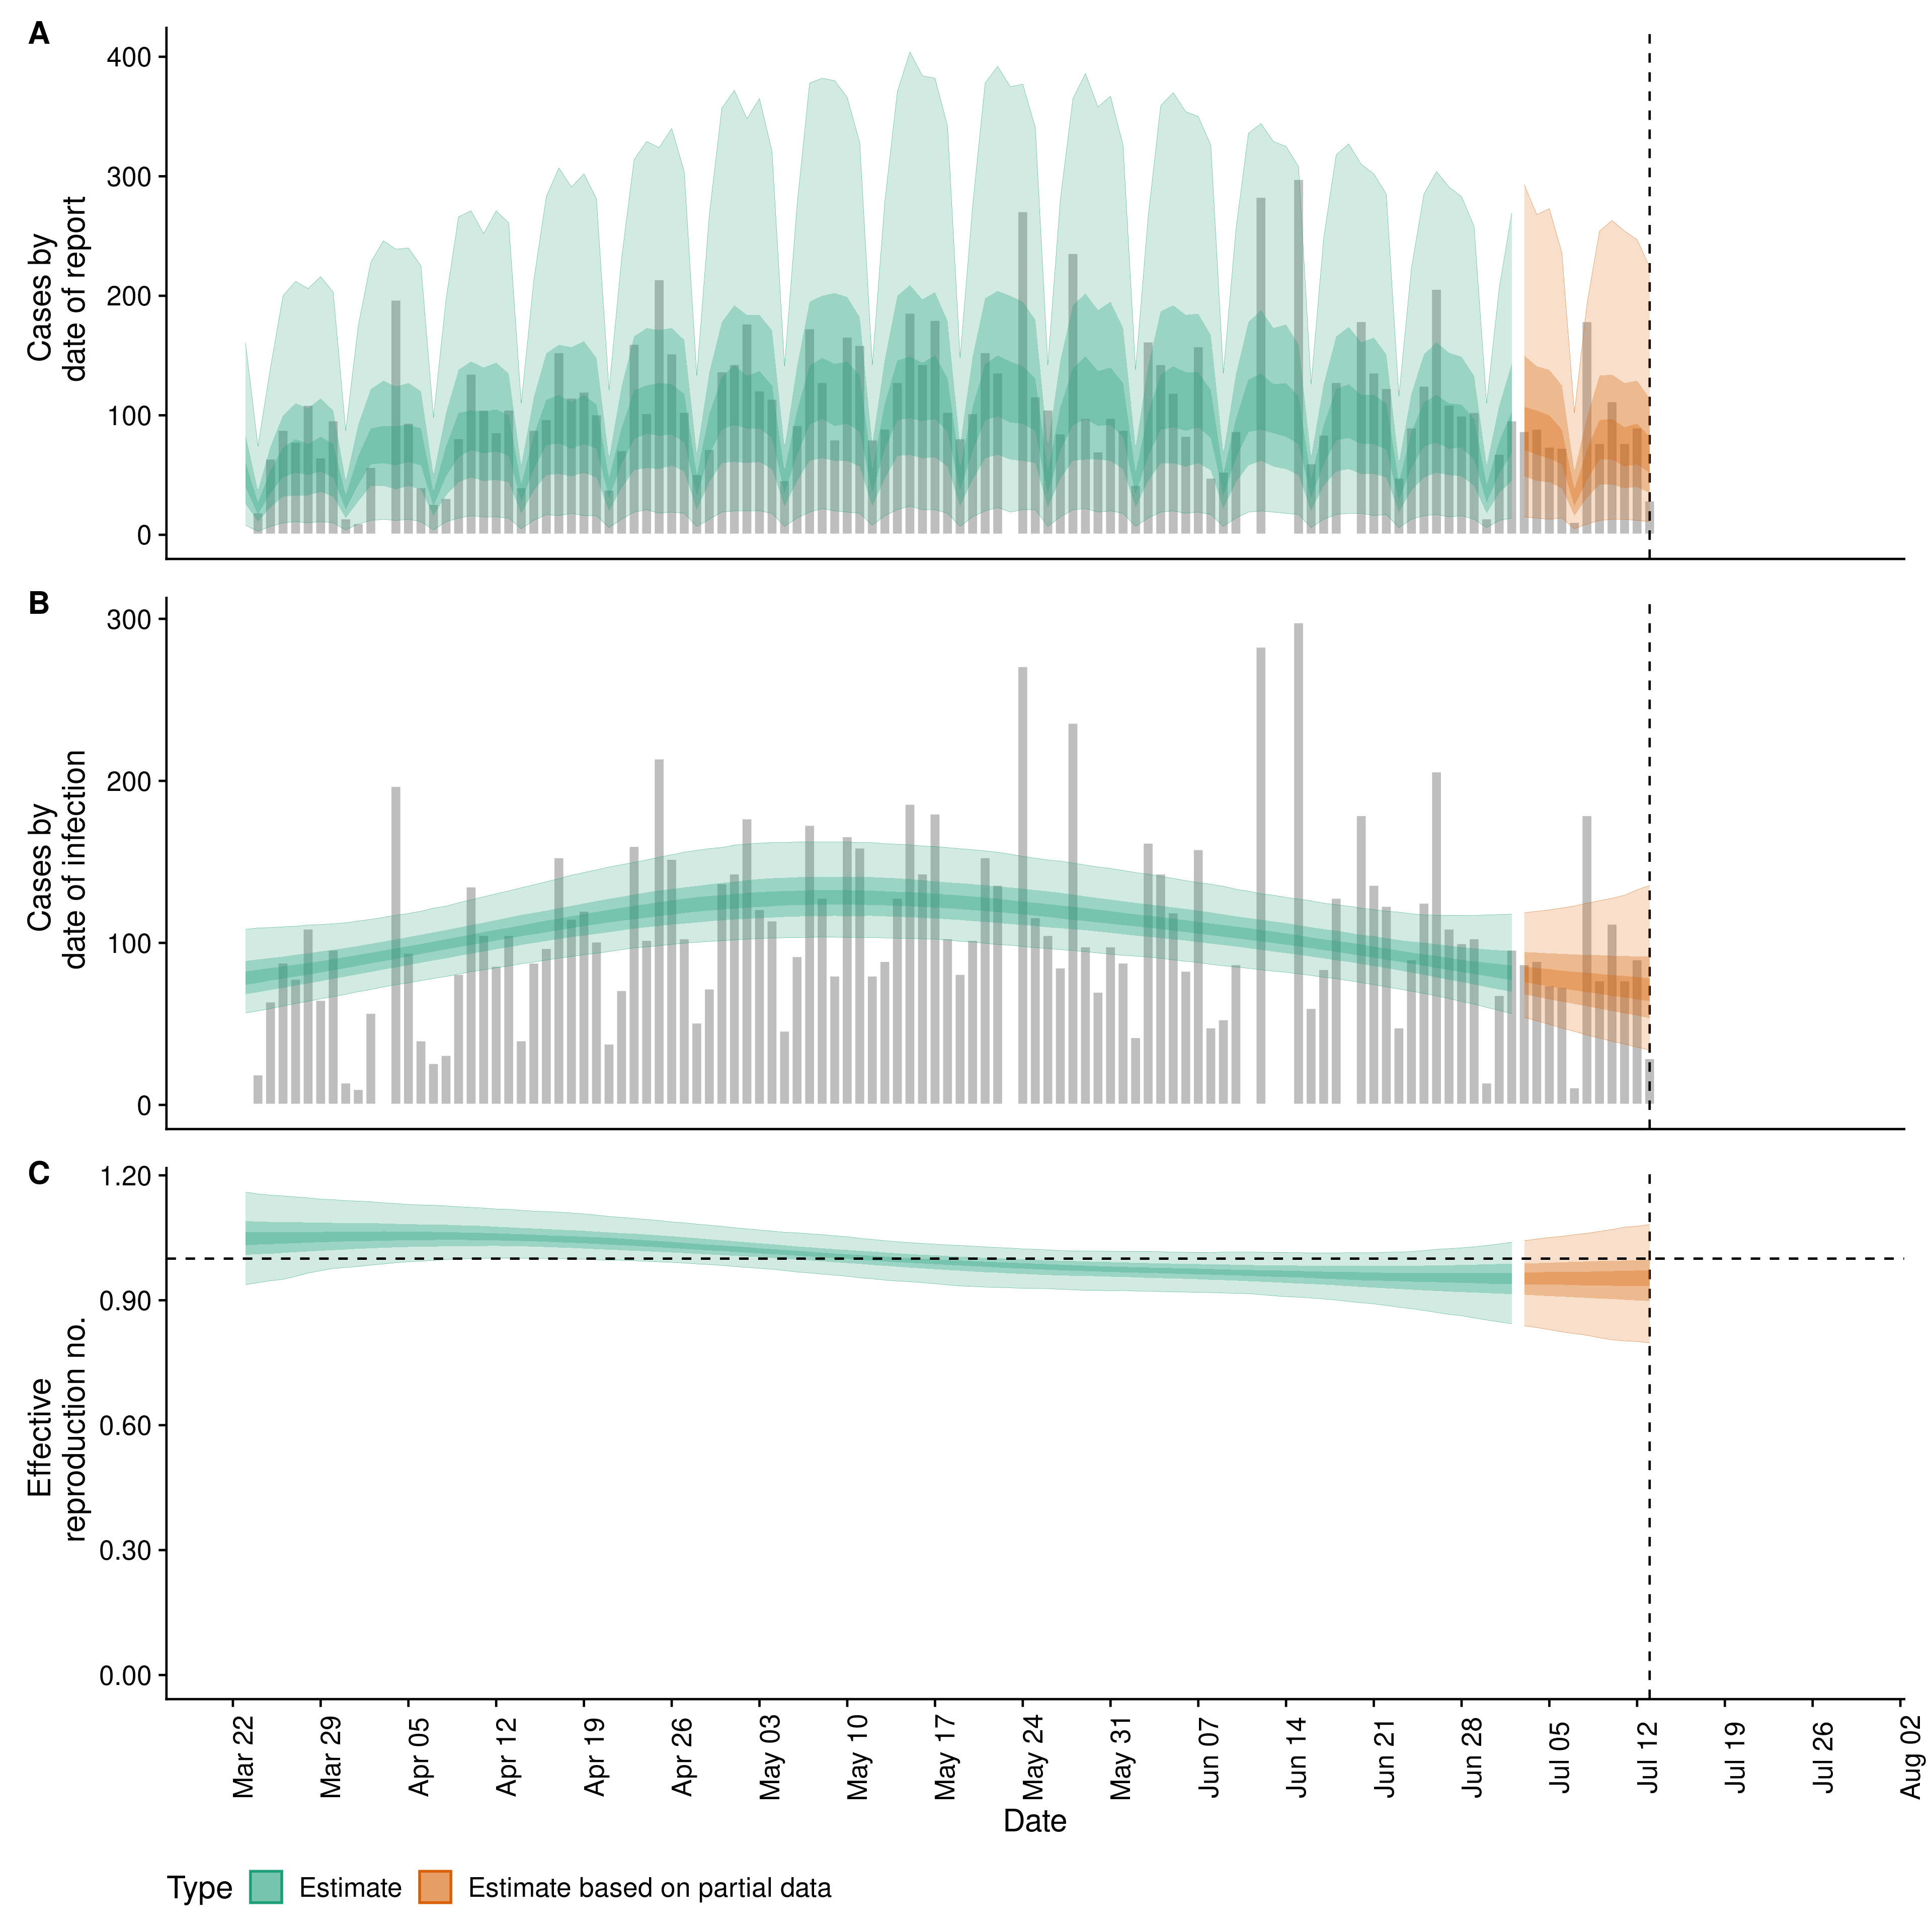 A
400
300
200
100
0
Cases by
date of report
B
300
200
100
0
Cases by
date of infection
C
1.20
0.90
0.60
0.30
0.00
Effective
reproduction no.
Mar 22
Mar 29
Apr 05
Apr 12
Apr 19
Apr 26
May 03
May 10
May 17
May 24
May 31
Jun 07
Jun 14
Jun 21
Jun 28
Jul 05
Jul 12
Jul 19
Jul 26
Aug 02
Date
Type Estimate Estimate based on partial data